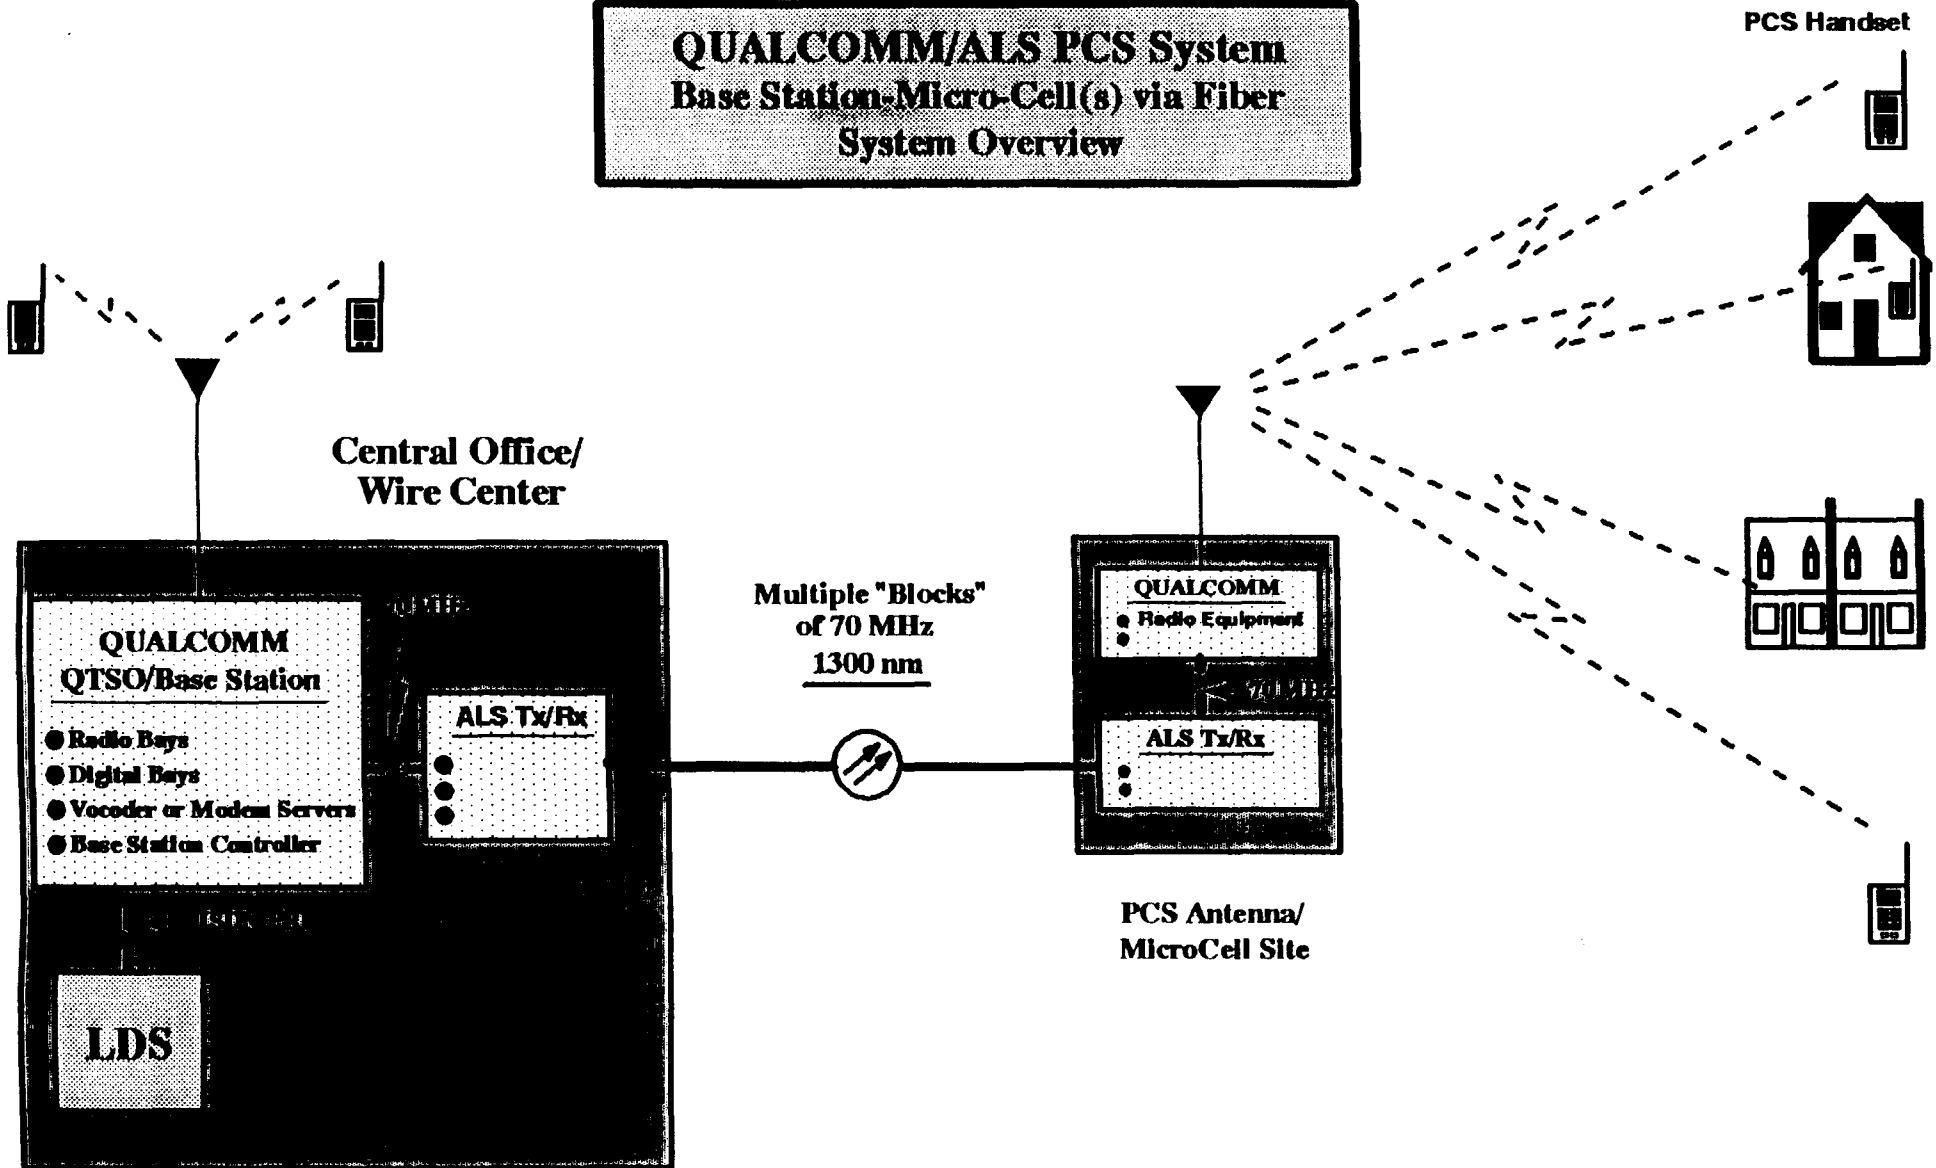 PCS Handset
QUALCOMM/ALS PCS System
Base Station-Micro-Cell(s) via Fiber
System Overview
Central Office/
Wire Center
QUALCOMM
QTSO/Base Station
Radio Bays
Digital Bays
Vocoder or Modem Servers
Base Station Controller
ALS Tx/Rx
LDS
Multiple "Blocks"
of 70 MHz
1300 nm
QUALCOMM
Radio Equipment
70 MHz
ALS Tx/Rx
PCS Antenna/
MicroCell Site